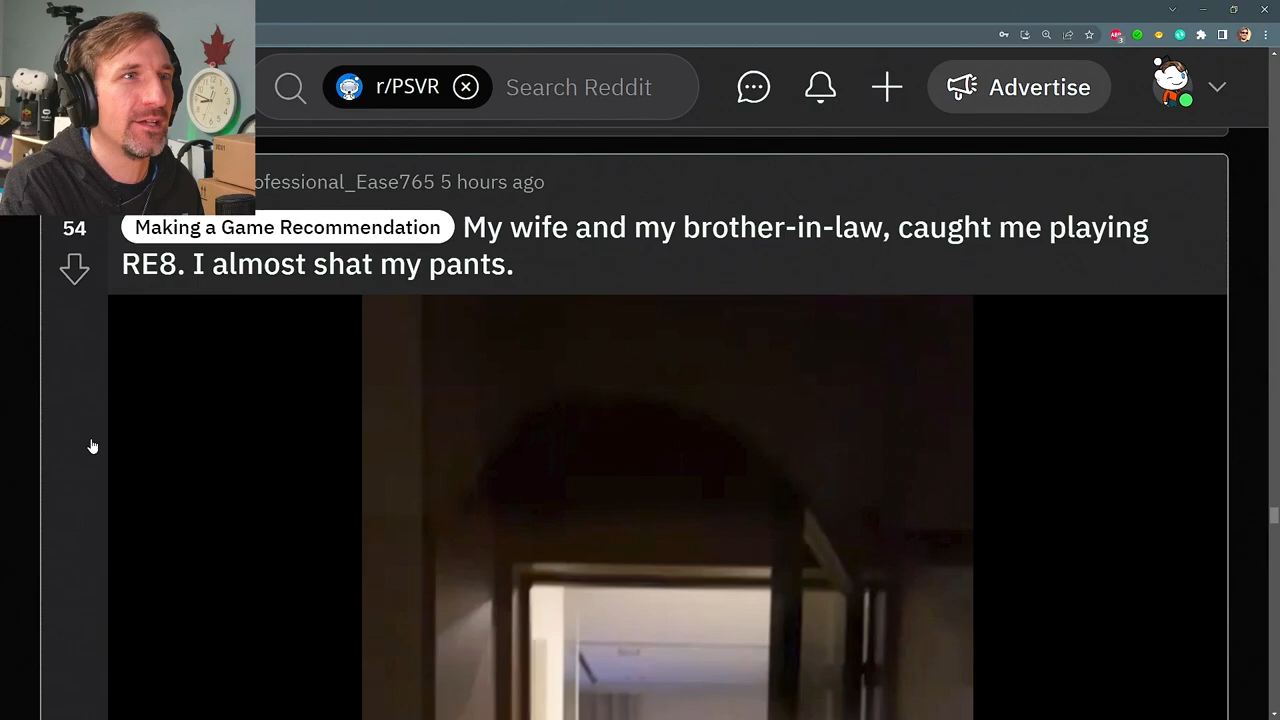 r/PSVR
Search Reddit
Advertise
ofessional_Ease765 5 hours ago
54
Making a Game Recommendation My wife and my brother-in-law, caught me playing
RE8. I almost shat my pants.